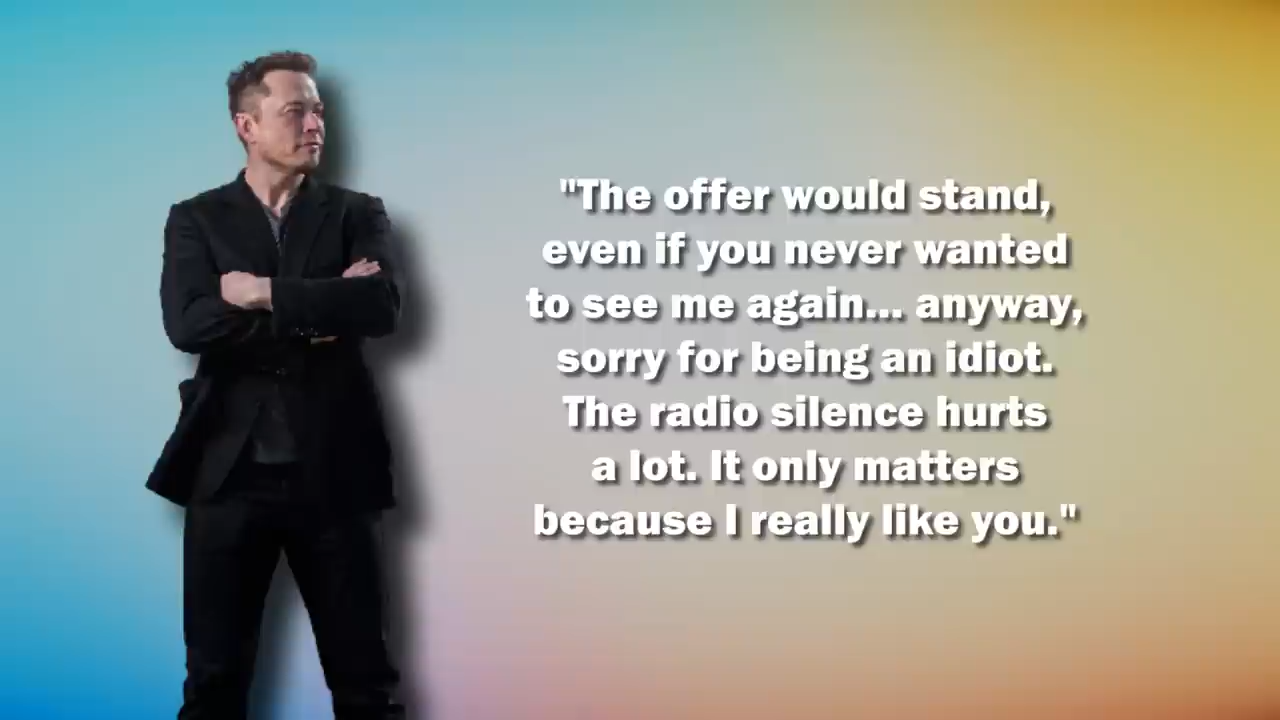 "The offer would stand,
even if you never wanted
to see me again... anyway,
sorry for being an idiot.
The radio silence hurts
a lot. It only matters
because I really like you."